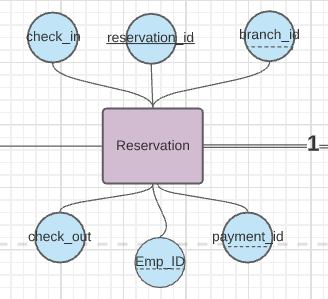 check_in
reservation_id
branch_id
Reservation
1
check_out
Emp_ID
payment_id